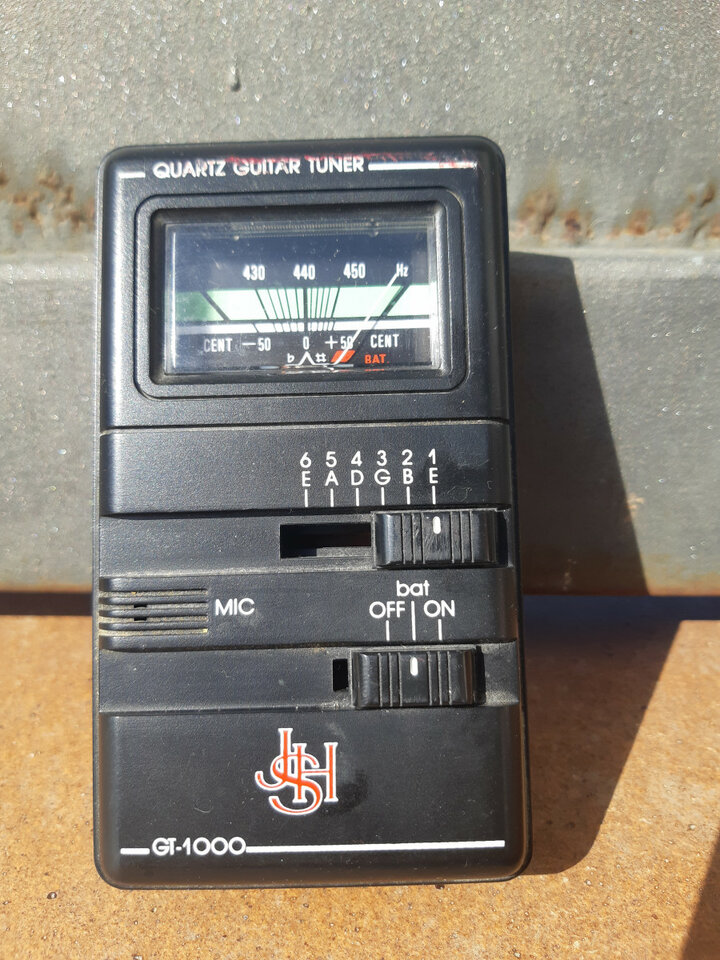 QUARTZ GUITAR TUNER
430 440 450 Hz
CENT -50 0 +50 CENT
♭ ♯ BAT
6 5 4 3 2 1
E A D G B E
MIC
bat
OFF ON
JSH
GT-1000